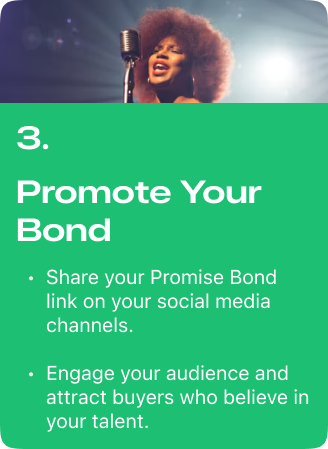 3.
Promote Your
Bond
• Share your Promise Bond
link on your social media
channels.
• Engage your audience and
attract buyers who believe in
your talent.